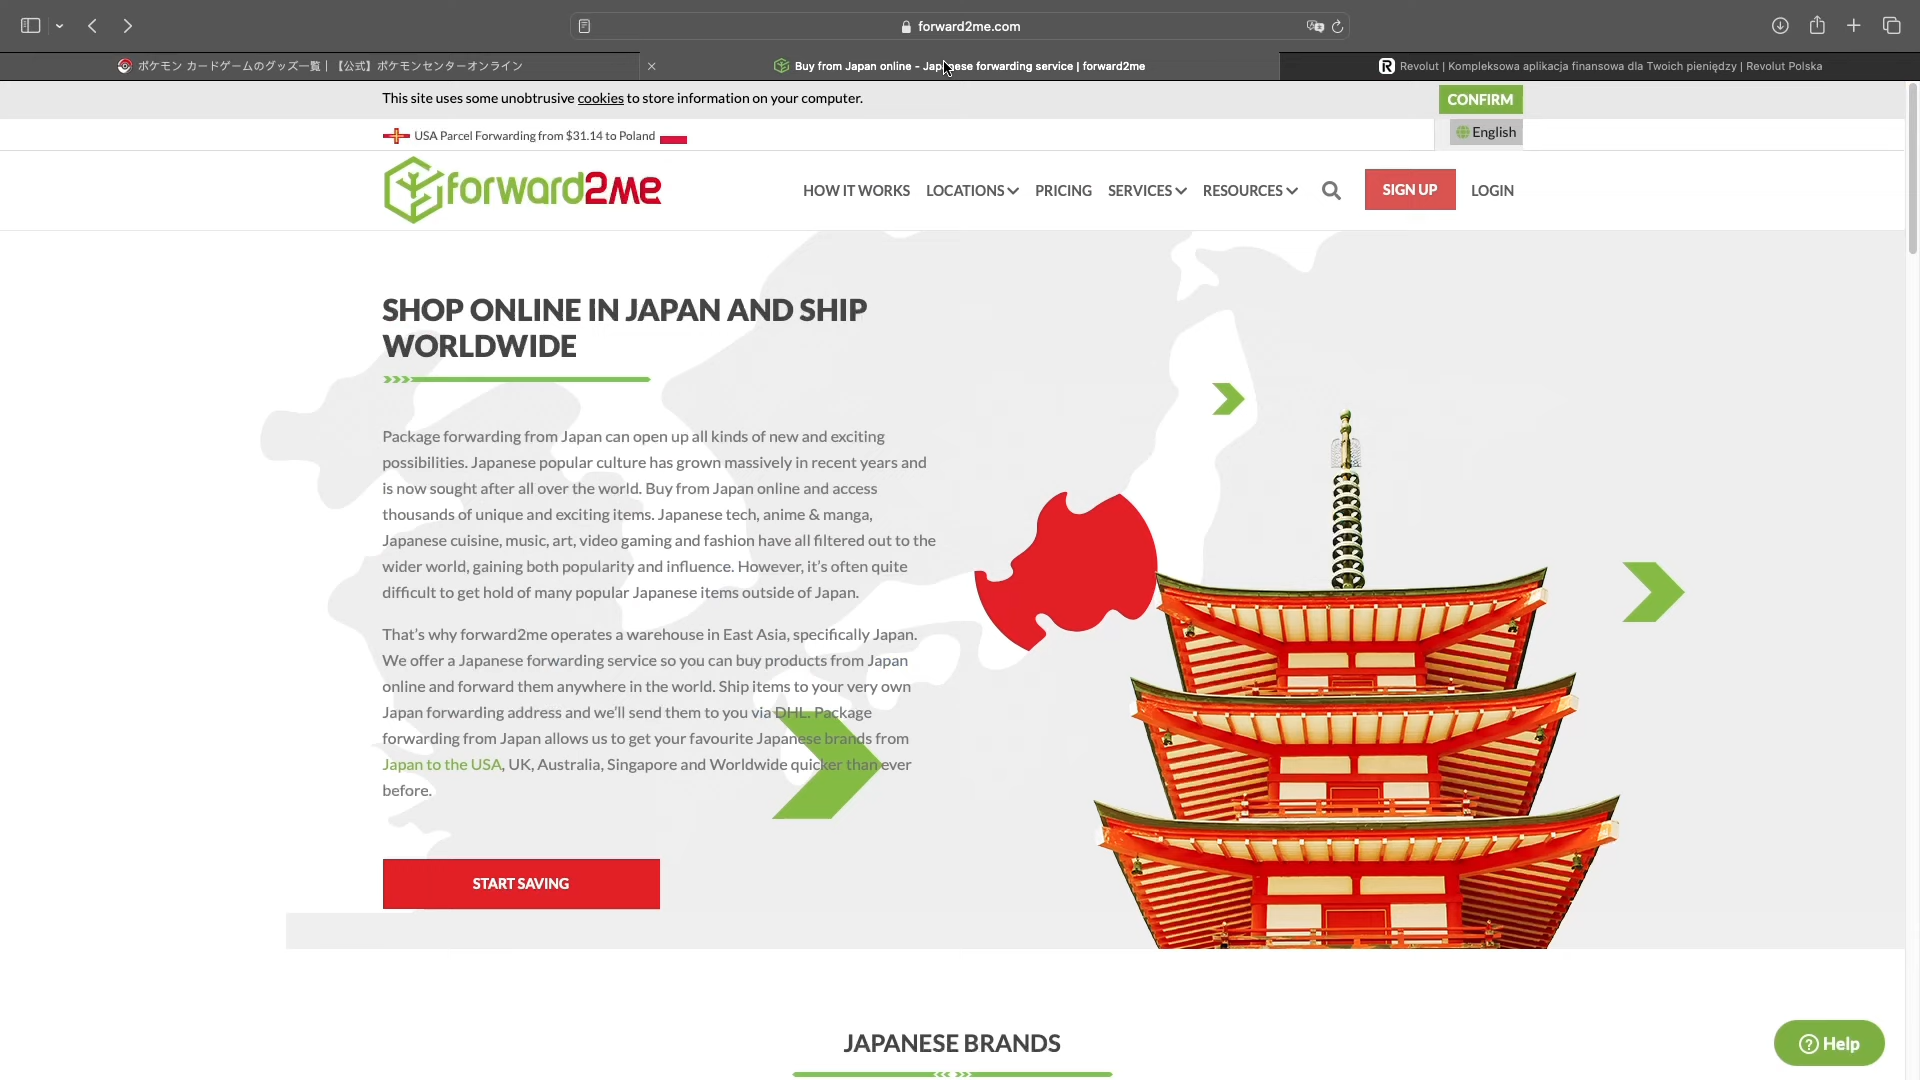 forward2me.com
ポケモン カードゲームのグッズ一覧 | 【公式】ポケモンセンターオンライン
Buy from Japan online - Japanese forwarding service | forward2me
Revolut | Kompleksowa aplikacja finansowa dla Twoich pieniędzy | Revolut Polska
This site uses some unobtrusive cookies to store information on your computer.
CONFIRM
USA Parcel Forwarding from $31.14 to Poland
English
forward2me
HOW IT WORKS
LOCATIONS
PRICING
SERVICES
RESOURCES
SIGN UP
LOGIN
SHOP ONLINE IN JAPAN AND SHIP
WORLDWIDE
Package forwarding from Japan can open up all kinds of new and exciting
possibilities. Japanese popular culture has grown massively in recent years and
is now sought after all over the world. Buy from Japan online and access
thousands of unique and exciting items. Japanese tech, anime & manga,
Japanese cuisine, music, art, video gaming and fashion have all filtered out to the
wider world, gaining both popularity and influence. However, it's often quite
difficult to get hold of many popular Japanese items outside of Japan.
That's why forward2me operates a warehouse in East Asia, specifically Japan.
We offer a Japanese forwarding service so you can buy products from Japan
online and forward them anywhere in the world. Ship items to your very own
Japan forwarding address and we'll send them to you via DHL. Package
forwarding from Japan allows us to get your favourite Japanese brands from
Japan to the USA, UK, Australia, Singapore and Worldwide quicker than ever
before.
START SAVING
JAPANESE BRANDS
Help